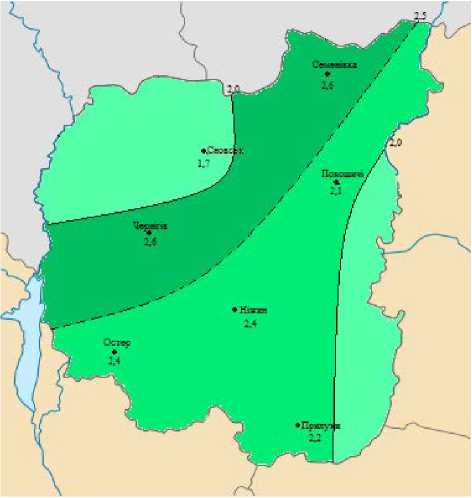 2,5
Семенівка
2,6
2,0
Сновськ
1,7
2,0
Покошичі
2,1
Чернігів
2,6
Ніжин
2,4
Остер
2,4
Прилуки
2,2